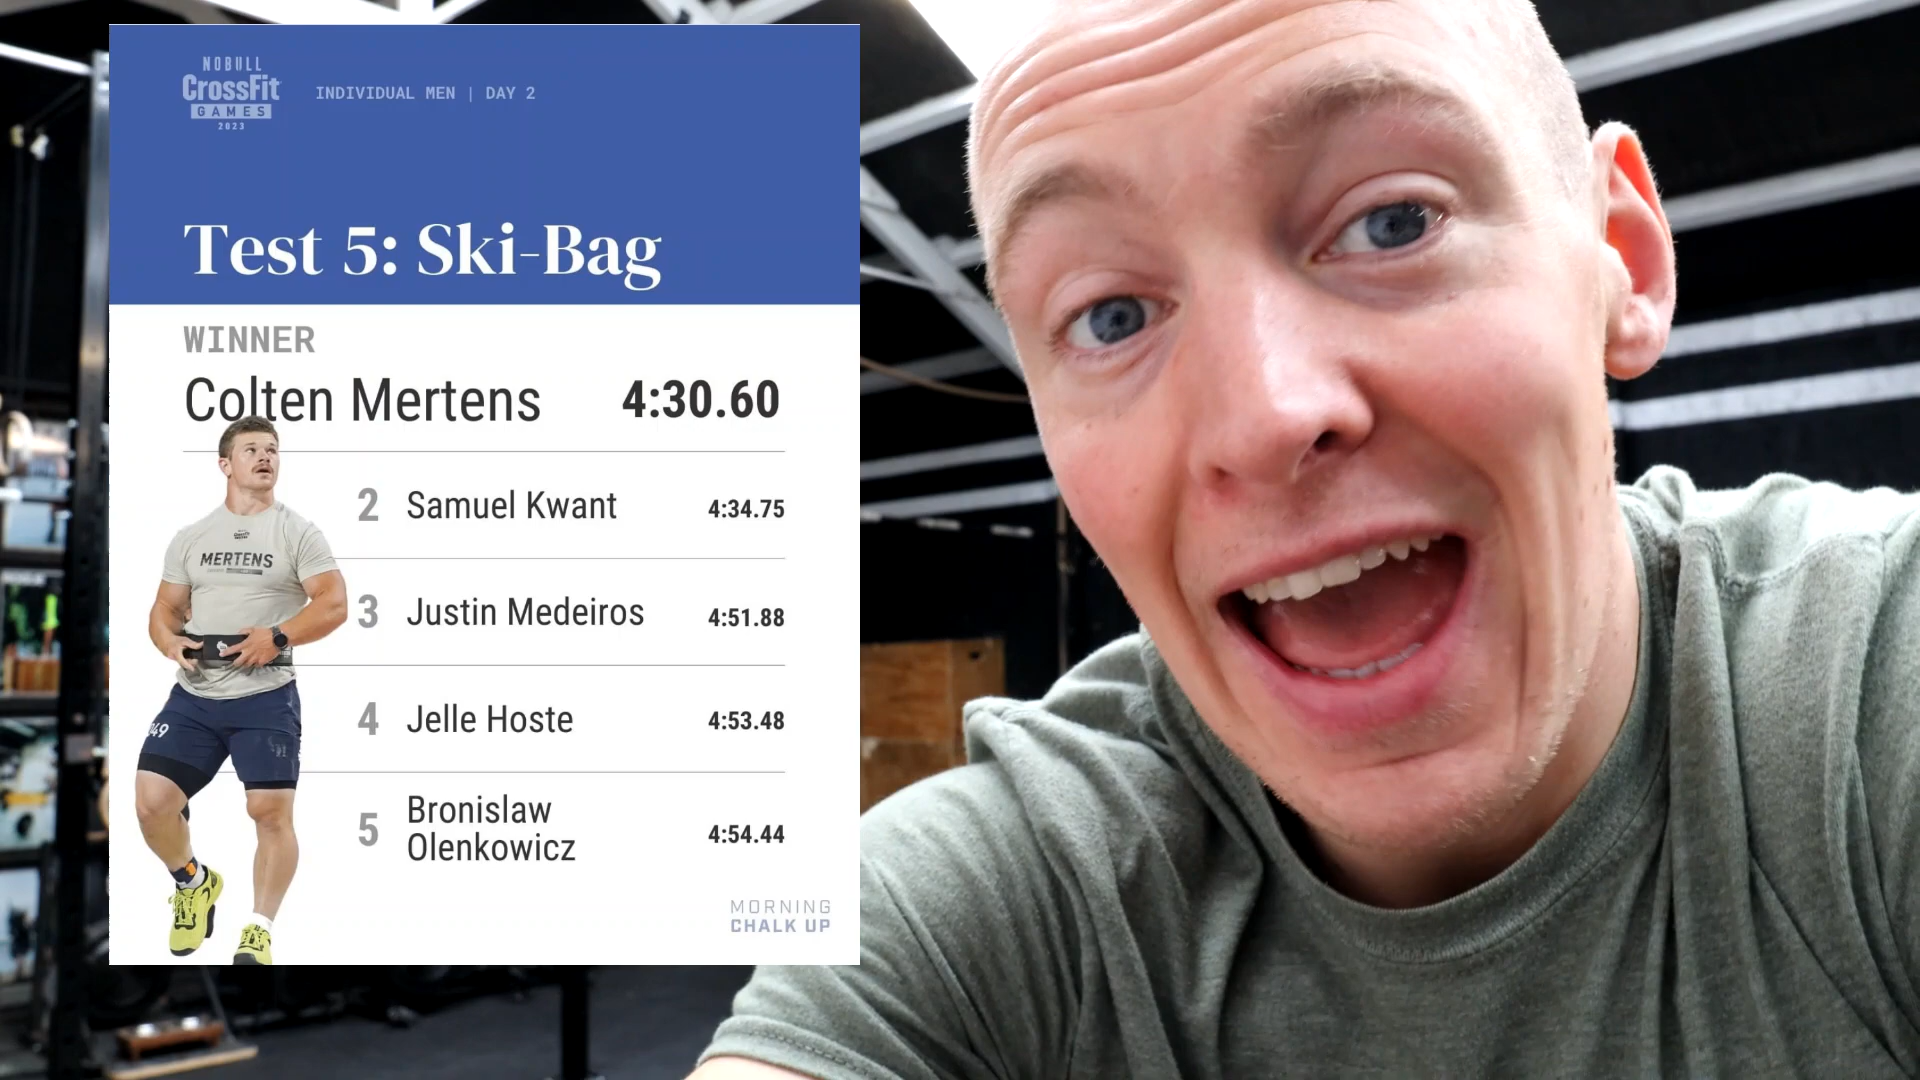 NOBULL
CrossFit
GAMES
2023
INDIVIDUAL MEN | DAY 2
Test 5: Ski-Bag
WINNER
Colten Mertens 4:30.60
2 Samuel Kwant 4:34.75
3 Justin Medeiros 4:51.88
4 Jelle Hoste 4:53.48
5 Bronislaw
Olenkowicz 4:54.44
MERTENS
MORNING
CHALK UP